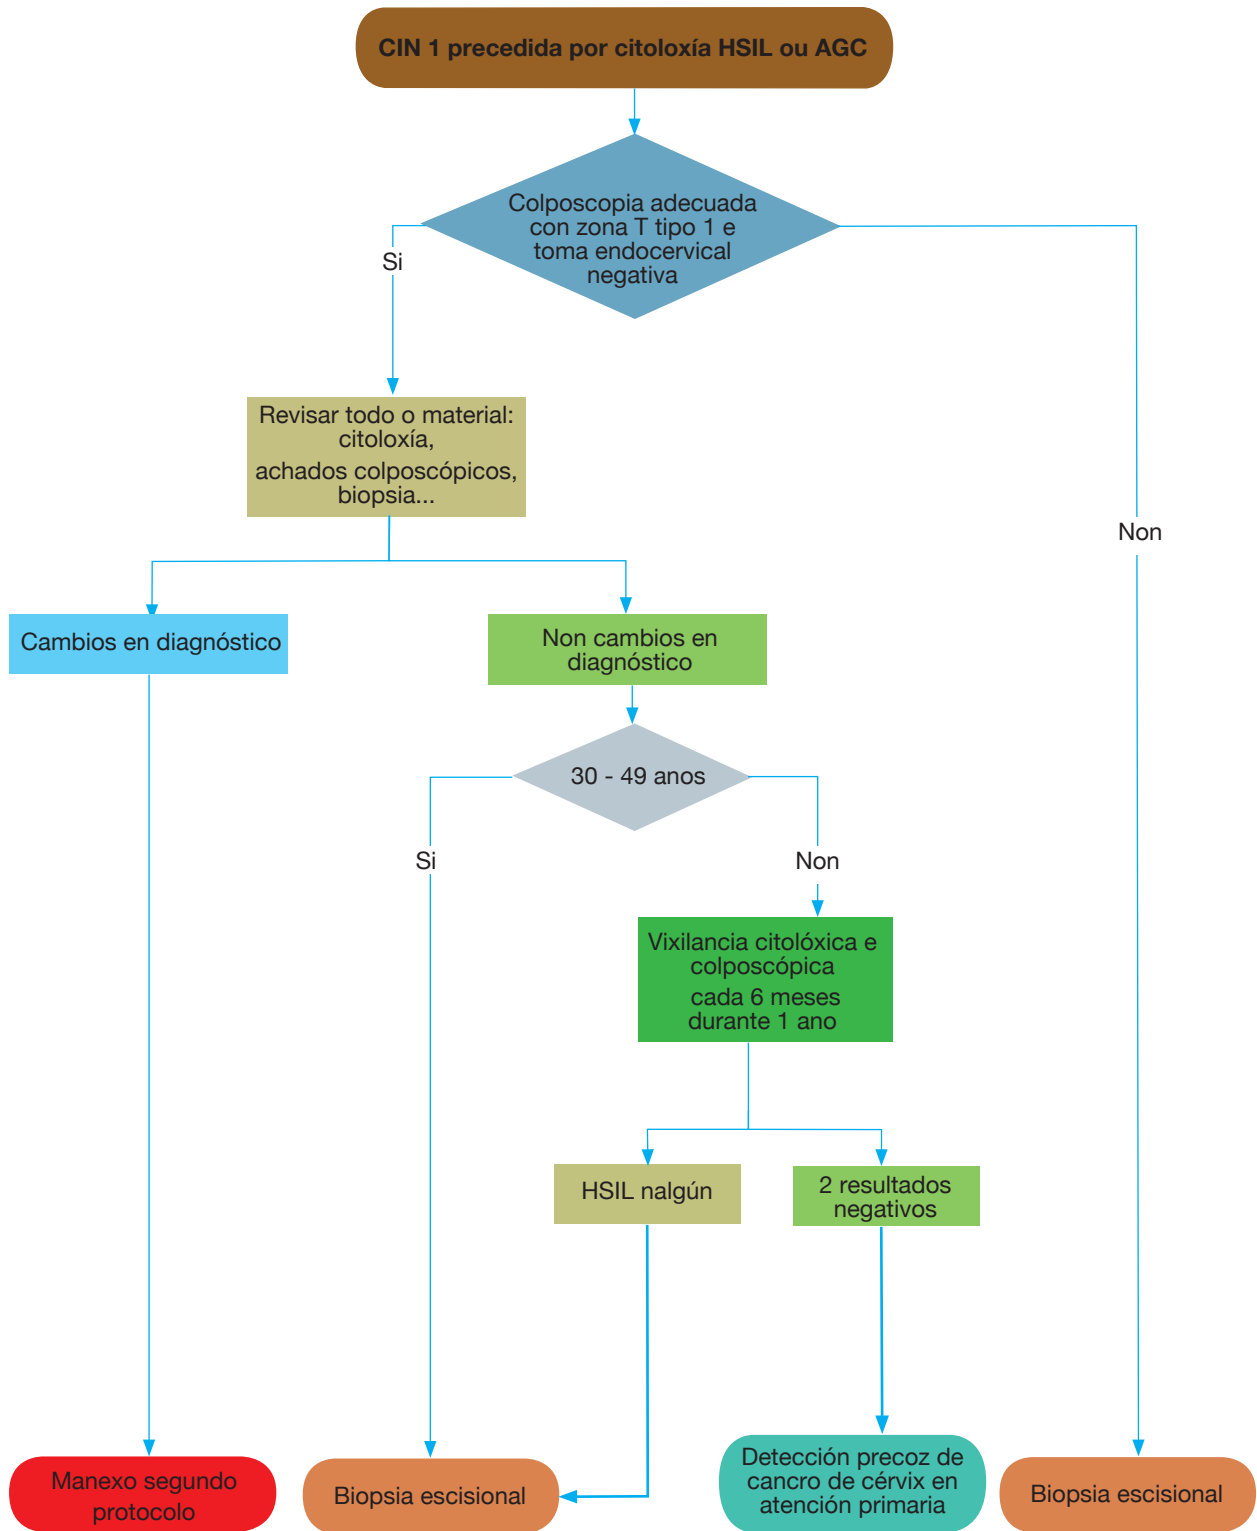 CIN 1 precedida por citoloxía HSIL ou AGC
Colposcopia adecuada
con zona T tipo 1 e
toma endocervical
negativa
Si
Revisar todo o material:
citoloxía,
achados colposcópicos,
biopsia...
Non
Cambios en diagnóstico
Non cambios en
diagnóstico
30 - 49 anos
Si
Non
Vixilancia citolóxica e
colposcópica
cada 6 meses
durante 1 ano
HSIL nalgún
2 resultados
negativos
Manexo segundo
protocolo
Biopsia escisional
Detección precoz de
cancro de cérvix en
atención primaria
Biopsia escisional